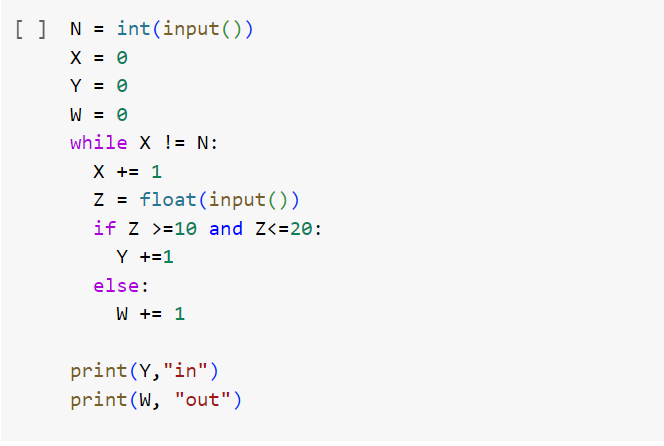 [ ] N = int(input())
X = 0
Y = 0
W = 0
while X != N:
  X += 1
  Z = float(input())
  if Z >=10 and Z<=20:
    Y +=1
  else:
    W += 1
print(Y,"in")
print(W, "out")